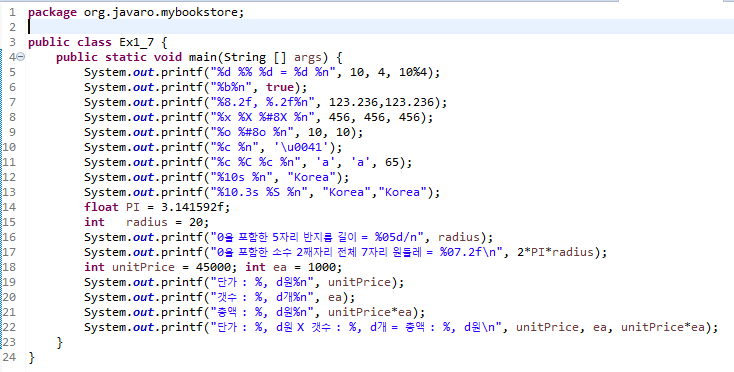 1 package org.javaro.mybookstore;
2
3 public class Ex1_7 {
4 public static void main(String [] args) {
5 System.out.printf("%d %% %d = %d %n", 10, 4, 10%4);
6 System.out.printf("%b%n", true);
7 System.out.printf("%8.2f, %.2f%n", 123.236,123.236);
8 System.out.printf("%x %X %#8X %n", 456, 456, 456);
9 System.out.printf("%o %#8o %n", 10, 10);
10 System.out.printf("%c %n", '\u0041');
11 System.out.printf("%c %C %c %n", 'a', 'a', 65);
12 System.out.printf("%10s %n", "Korea");
13 System.out.printf("%10.3s %S %n", "Korea","Korea");
14 float PI = 3.141592f;
15 int radius = 20;
16 System.out.printf("0을 포함한 5자리 반지름 길이 = %05d/n", radius);
17 System.out.printf("0을 포함한 소수 2째자리 전체 7자리 원둘레 = %07.2f\n", 2*PI*radius);
18 int unitPrice = 45000; int ea = 1000;
19 System.out.printf("단가 : %, d원%n", unitPrice);
20 System.out.printf("갯수 : %, d개%n", ea);
21 System.out.printf("총액 : %, d원%n", unitPrice*ea);
22 System.out.printf("단가 : %, d원 X 갯수 : %, d개 = 총액 : %, d원\n", unitPrice, ea, unitPrice*ea);
23 }
24 }